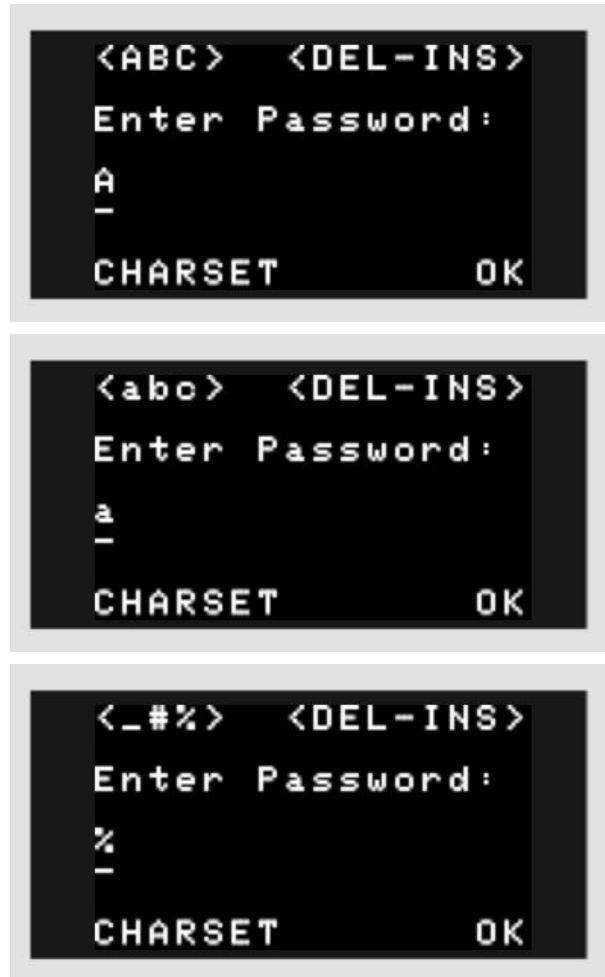 <ABC> <DEL-INS>
Enter Password:
A
CHARSET OK
<abc> <DEL-INS>
Enter Password:
a
CHARSET OK
<_#%> <DEL-INS>
Enter Password:
%
CHARSET OK